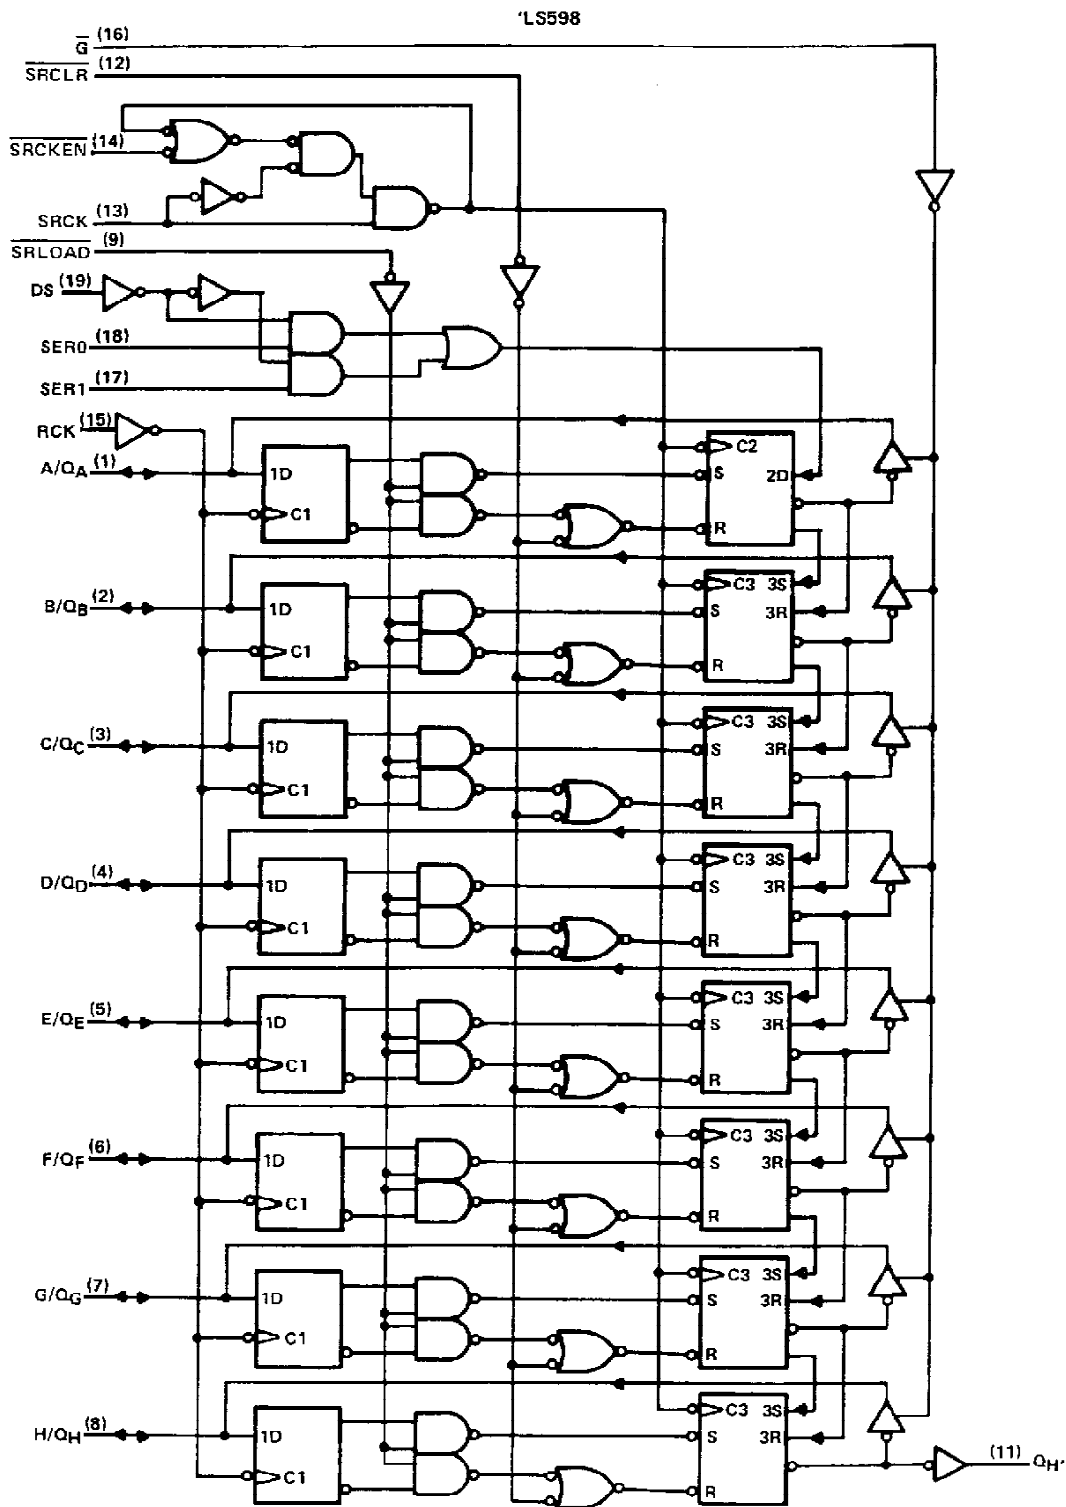 'LS598
G (16)
SRCLR (12)
SRCKEN (14)
SRCK (13)
SRLOAD (9)
DS (19)
SER0 (18)
SER1 (17)
RCK (15)
A/QA (1)
1D
C1
C2
S
2D
R
B/QB (2)
1D
C1
C3 3S
S
3R
R
C/QC (3)
1D
C1
C3 3S
S
3R
R
D/QD (4)
1D
C1
C3 3S
S
3R
R
E/QE (5)
1D
C1
C3 3S
S
3R
R
F/QF (6)
1D
C1
C3 3S
S
3R
R
G/QG (7)
1D
C1
C3 3S
S
3R
R
H/QH (8)
1D
C1
C3 3S
S
3R
R
(11) QH'